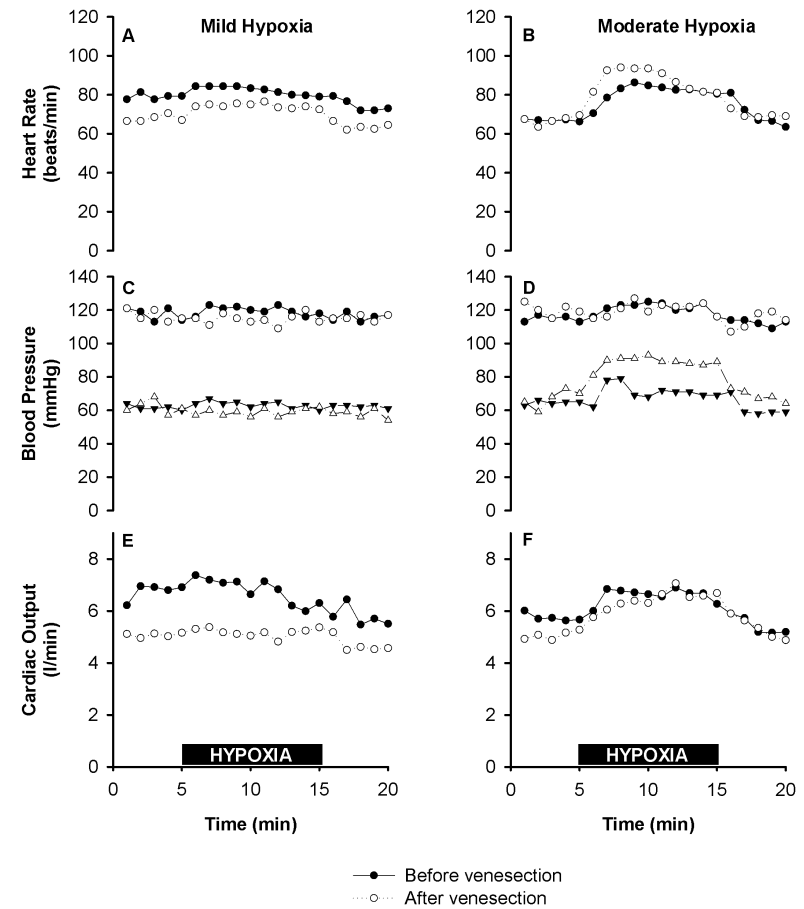 A
Mild Hypoxia
B
Moderate Hypoxia
Heart Rate
(beats/min)
120
100
80
60
40
20
0
120
100
80
60
40
20
0
C
D
Blood Pressure
(mmHg)
140
120
100
80
60
40
20
0
140
120
100
80
60
40
20
0
E
F
Cardiac Output
(l/min)
8
6
4
2
0
8
6
4
2
0
HYPOXIA
HYPOXIA
0 5 10 15 20
0 5 10 15 20
Time (min)
Time (min)
Before venesection
After venesection